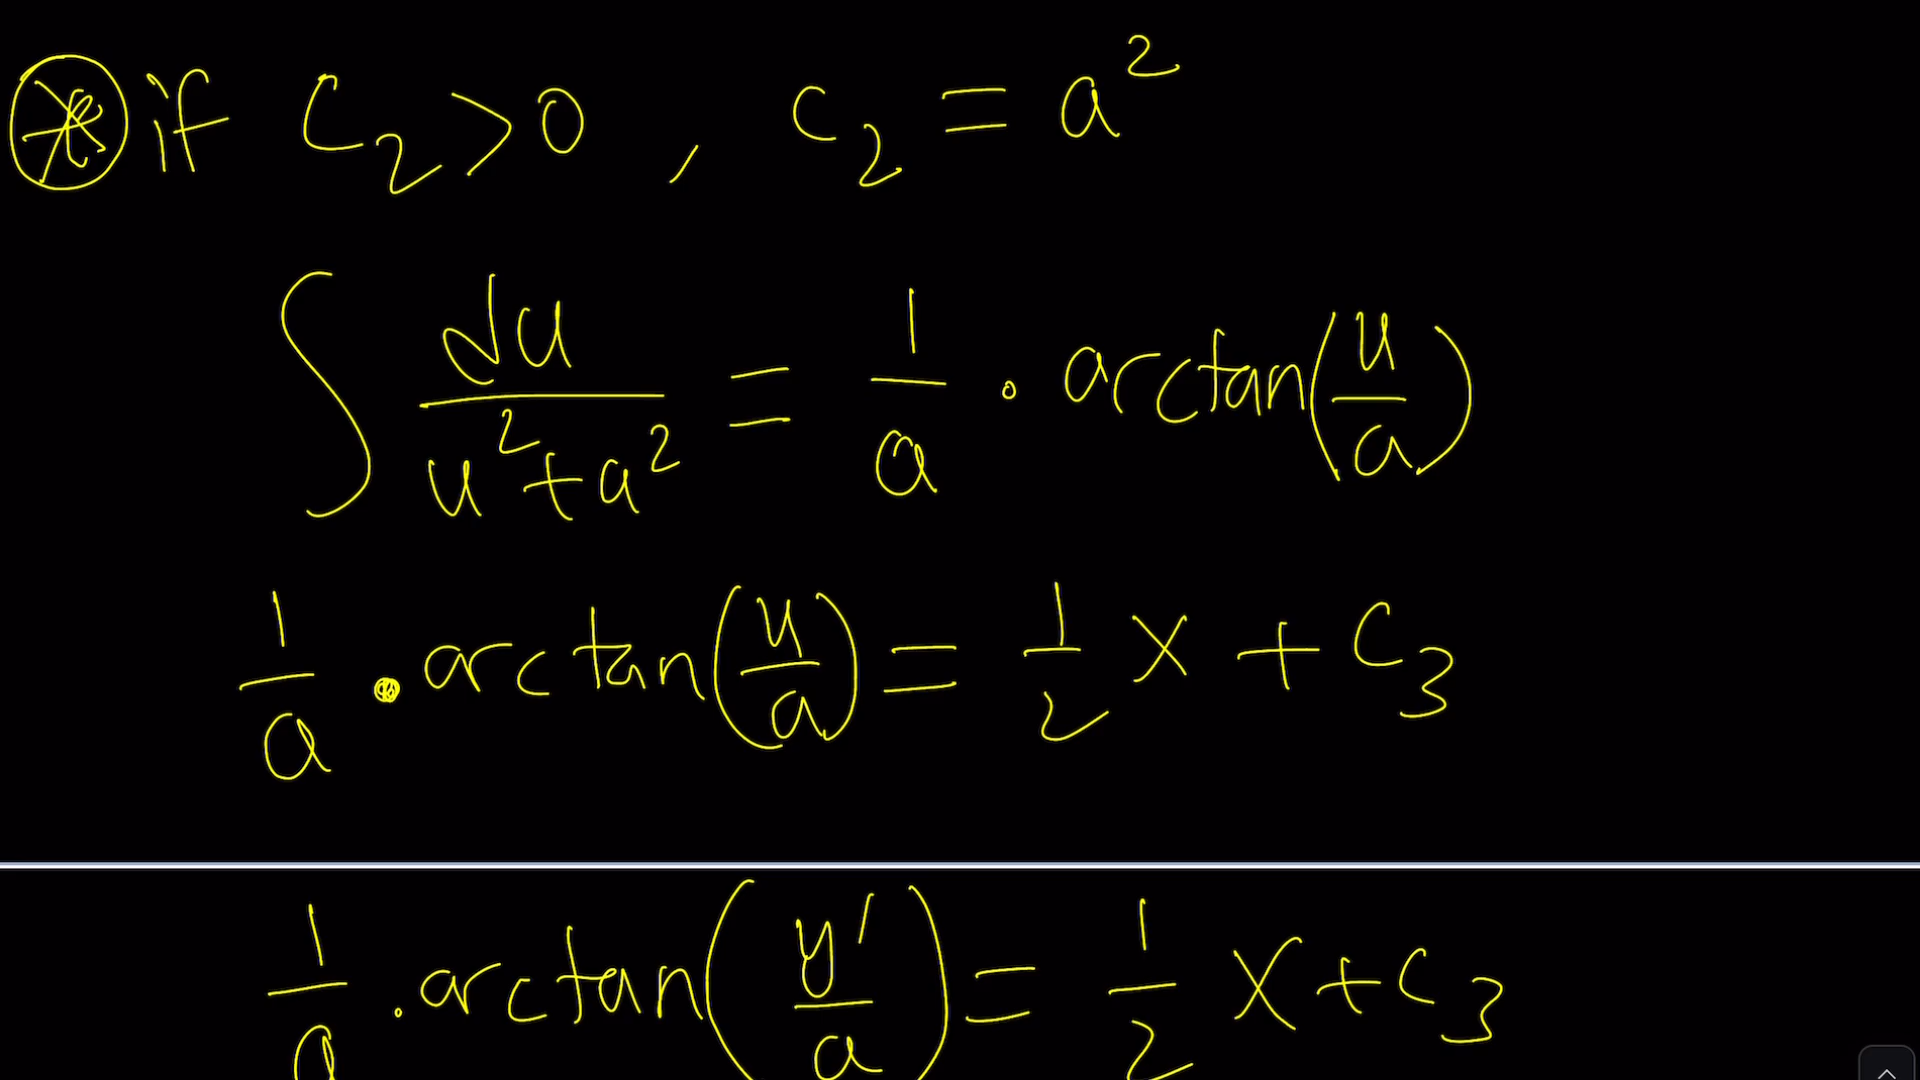 ⊛ if C₂ > 0 , c₂ = a²
∫ du/(u² + a²) = 1/a · arctan(u/a)
1/a · arctan(u/a) = 1/2 x + C₃
1/a · arctan(y'/a) = 1/2 x + C₃